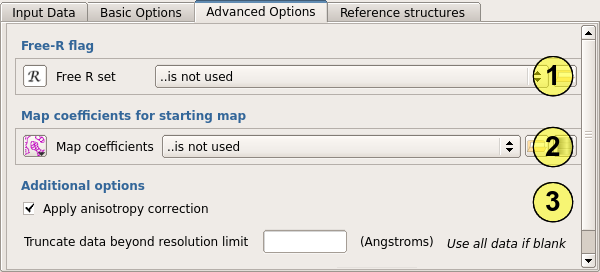 Input Data Basic Options Advanced Options Reference structures
Free-R flag
R Free R set ..is not used 1
Map coefficients for starting map
Map coefficients ..is not used 2
Additional options
3
Apply anisotropy correction
Truncate data beyond resolution limit (Angstroms) Use all data if blank